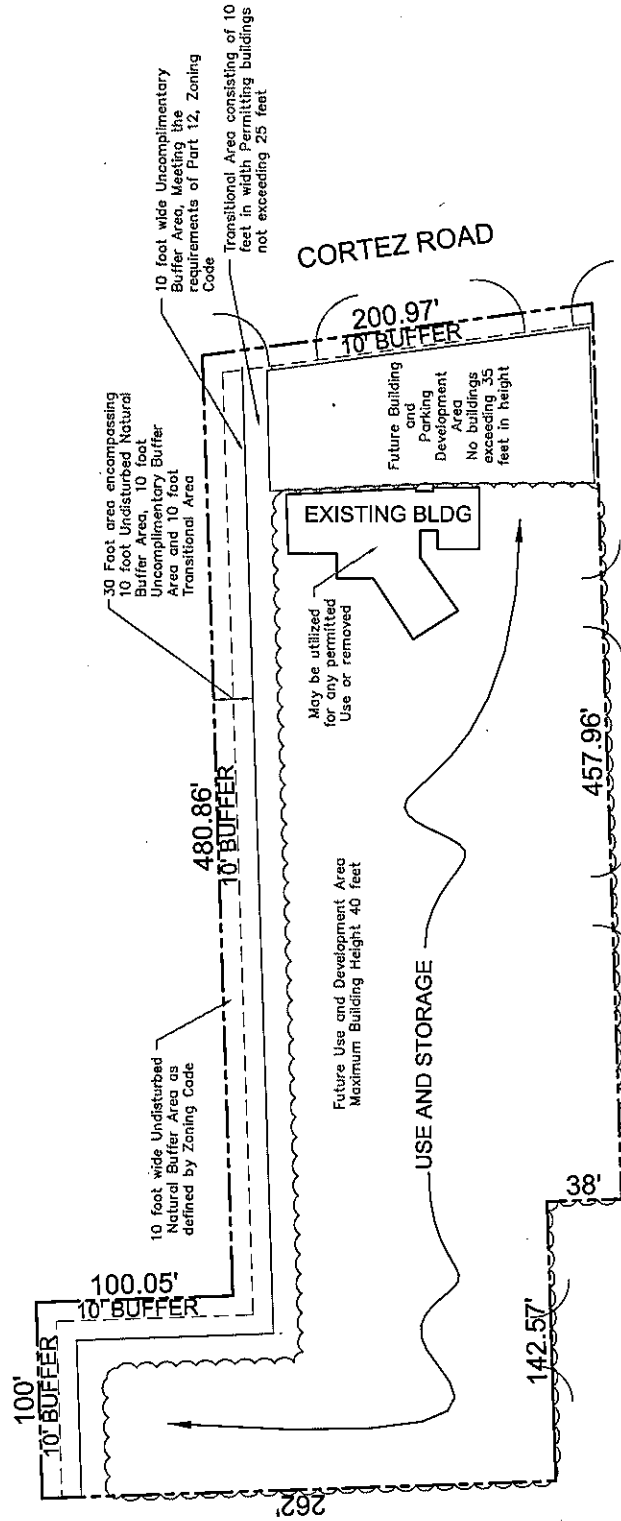 100'
10' BUFFER
100.05'
10' BUFFER
10 foot wide Undisturbed
Natural Buffer Area as
defined by Zoning Code
480.86'
10' BUFFER
30 Foot area encompassing
10 foot Undisturbed Natural
Buffer Area, 10 foot
Uncomplimentary Buffer
Area and 10 foot
Transitional Area
10 foot wide Uncomplimentary
Buffer Area, Meeting the
requirements of Part 12, Zoning
Code
Transitional Area consisting of 10
feet in width Permitting buildings
not exceeding 25 feet
CORTEZ ROAD
200.97'
10' BUFFER
Future Building
and
Parking
Development
Area
No buildings
exceeding 35
feet in height
EXISTING BLDG
May be utilized
for any permitted
Use or removed
Future Use and Development Area
Maximum Building Height 40 feet
USE AND STORAGE
457.96'
38'
142.57'
262'